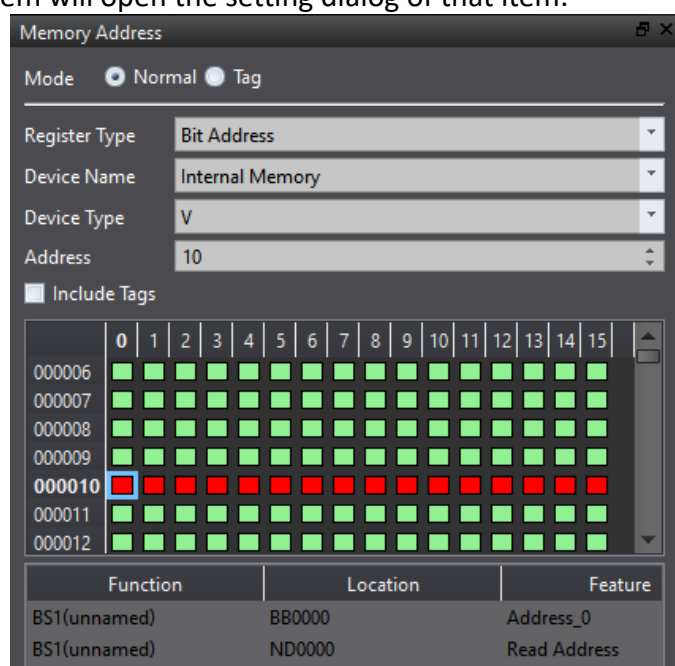 em will open the setting dialog of that item.
Memory Address
Mode Normal Tag
Register Type Bit Address
Device Name Internal Memory
Device Type V
Address 10
Include Tags
0 1 2 3 4 5 6 7 8 9 10 11 12 13 14 15
000006
000007
000008
000009
000010
000011
000012
Function Location Feature
BS1(unnamed) BB0000 Address_0
BS1(unnamed) ND0000 Read Address